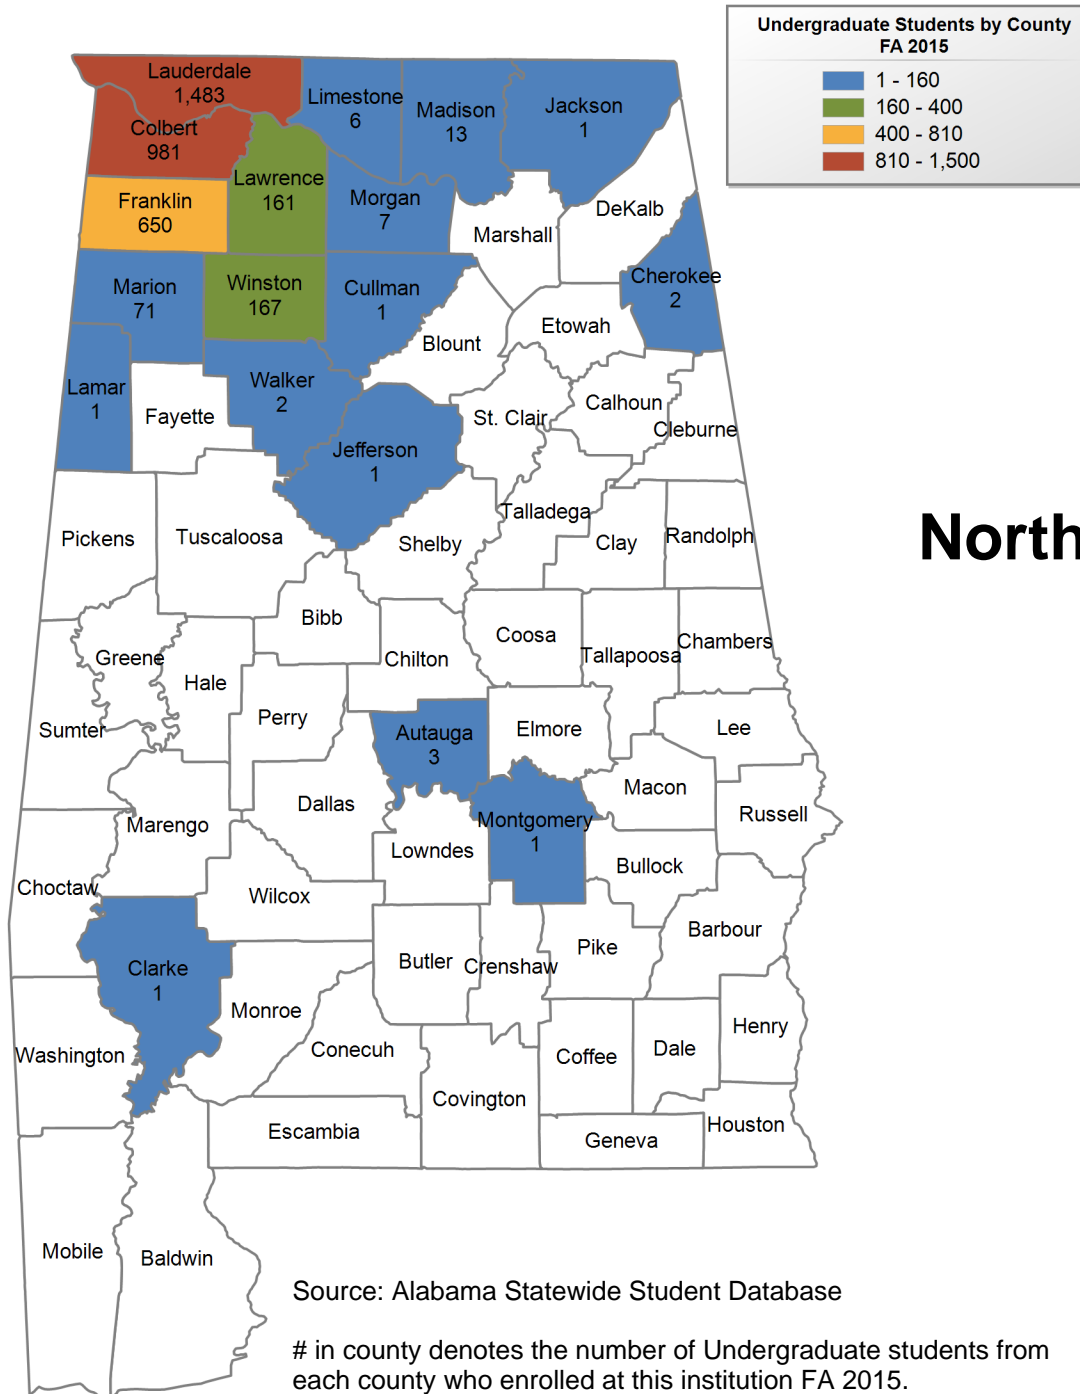 Undergraduate Students by County
FA 2015
1 - 160
160 - 400
400 - 810
810 - 1,500
Lauderdale
1,483
Limestone
6
Madison
13
Jackson
1
Colbert
981
Lawrence
161
Franklin
650
Morgan
7
DeKalb
Marshall
Marion
71
Winston
167
Cullman
1
Cherokee
2
Etowah
Blount
Lamar
1
Fayette
Walker
2
St. Clair
Calhoun
Cleburne
Jefferson
1
Pickens
Tuscaloosa
Shelby
Talladega
Clay
Randolph
North
Bibb
Coosa
Tallapoosa
Chambers
Greene
Hale
Chilton
Sumter
Perry
Autauga
3
Elmore
Lee
Dallas
Macon
Russell
Marengo
Montgomery
1
Lowndes
Bullock
Choctaw
Wilcox
Barbour
Clarke
1
Butler
Crenshaw
Pike
Monroe
Henry
Washington
Conecuh
Coffee
Dale
Covington
Escambia
Geneva
Houston
Mobile
Baldwin
Source: Alabama Statewide Student Database
# in county denotes the number of Undergraduate students from
each county who enrolled at this institution FA 2015.